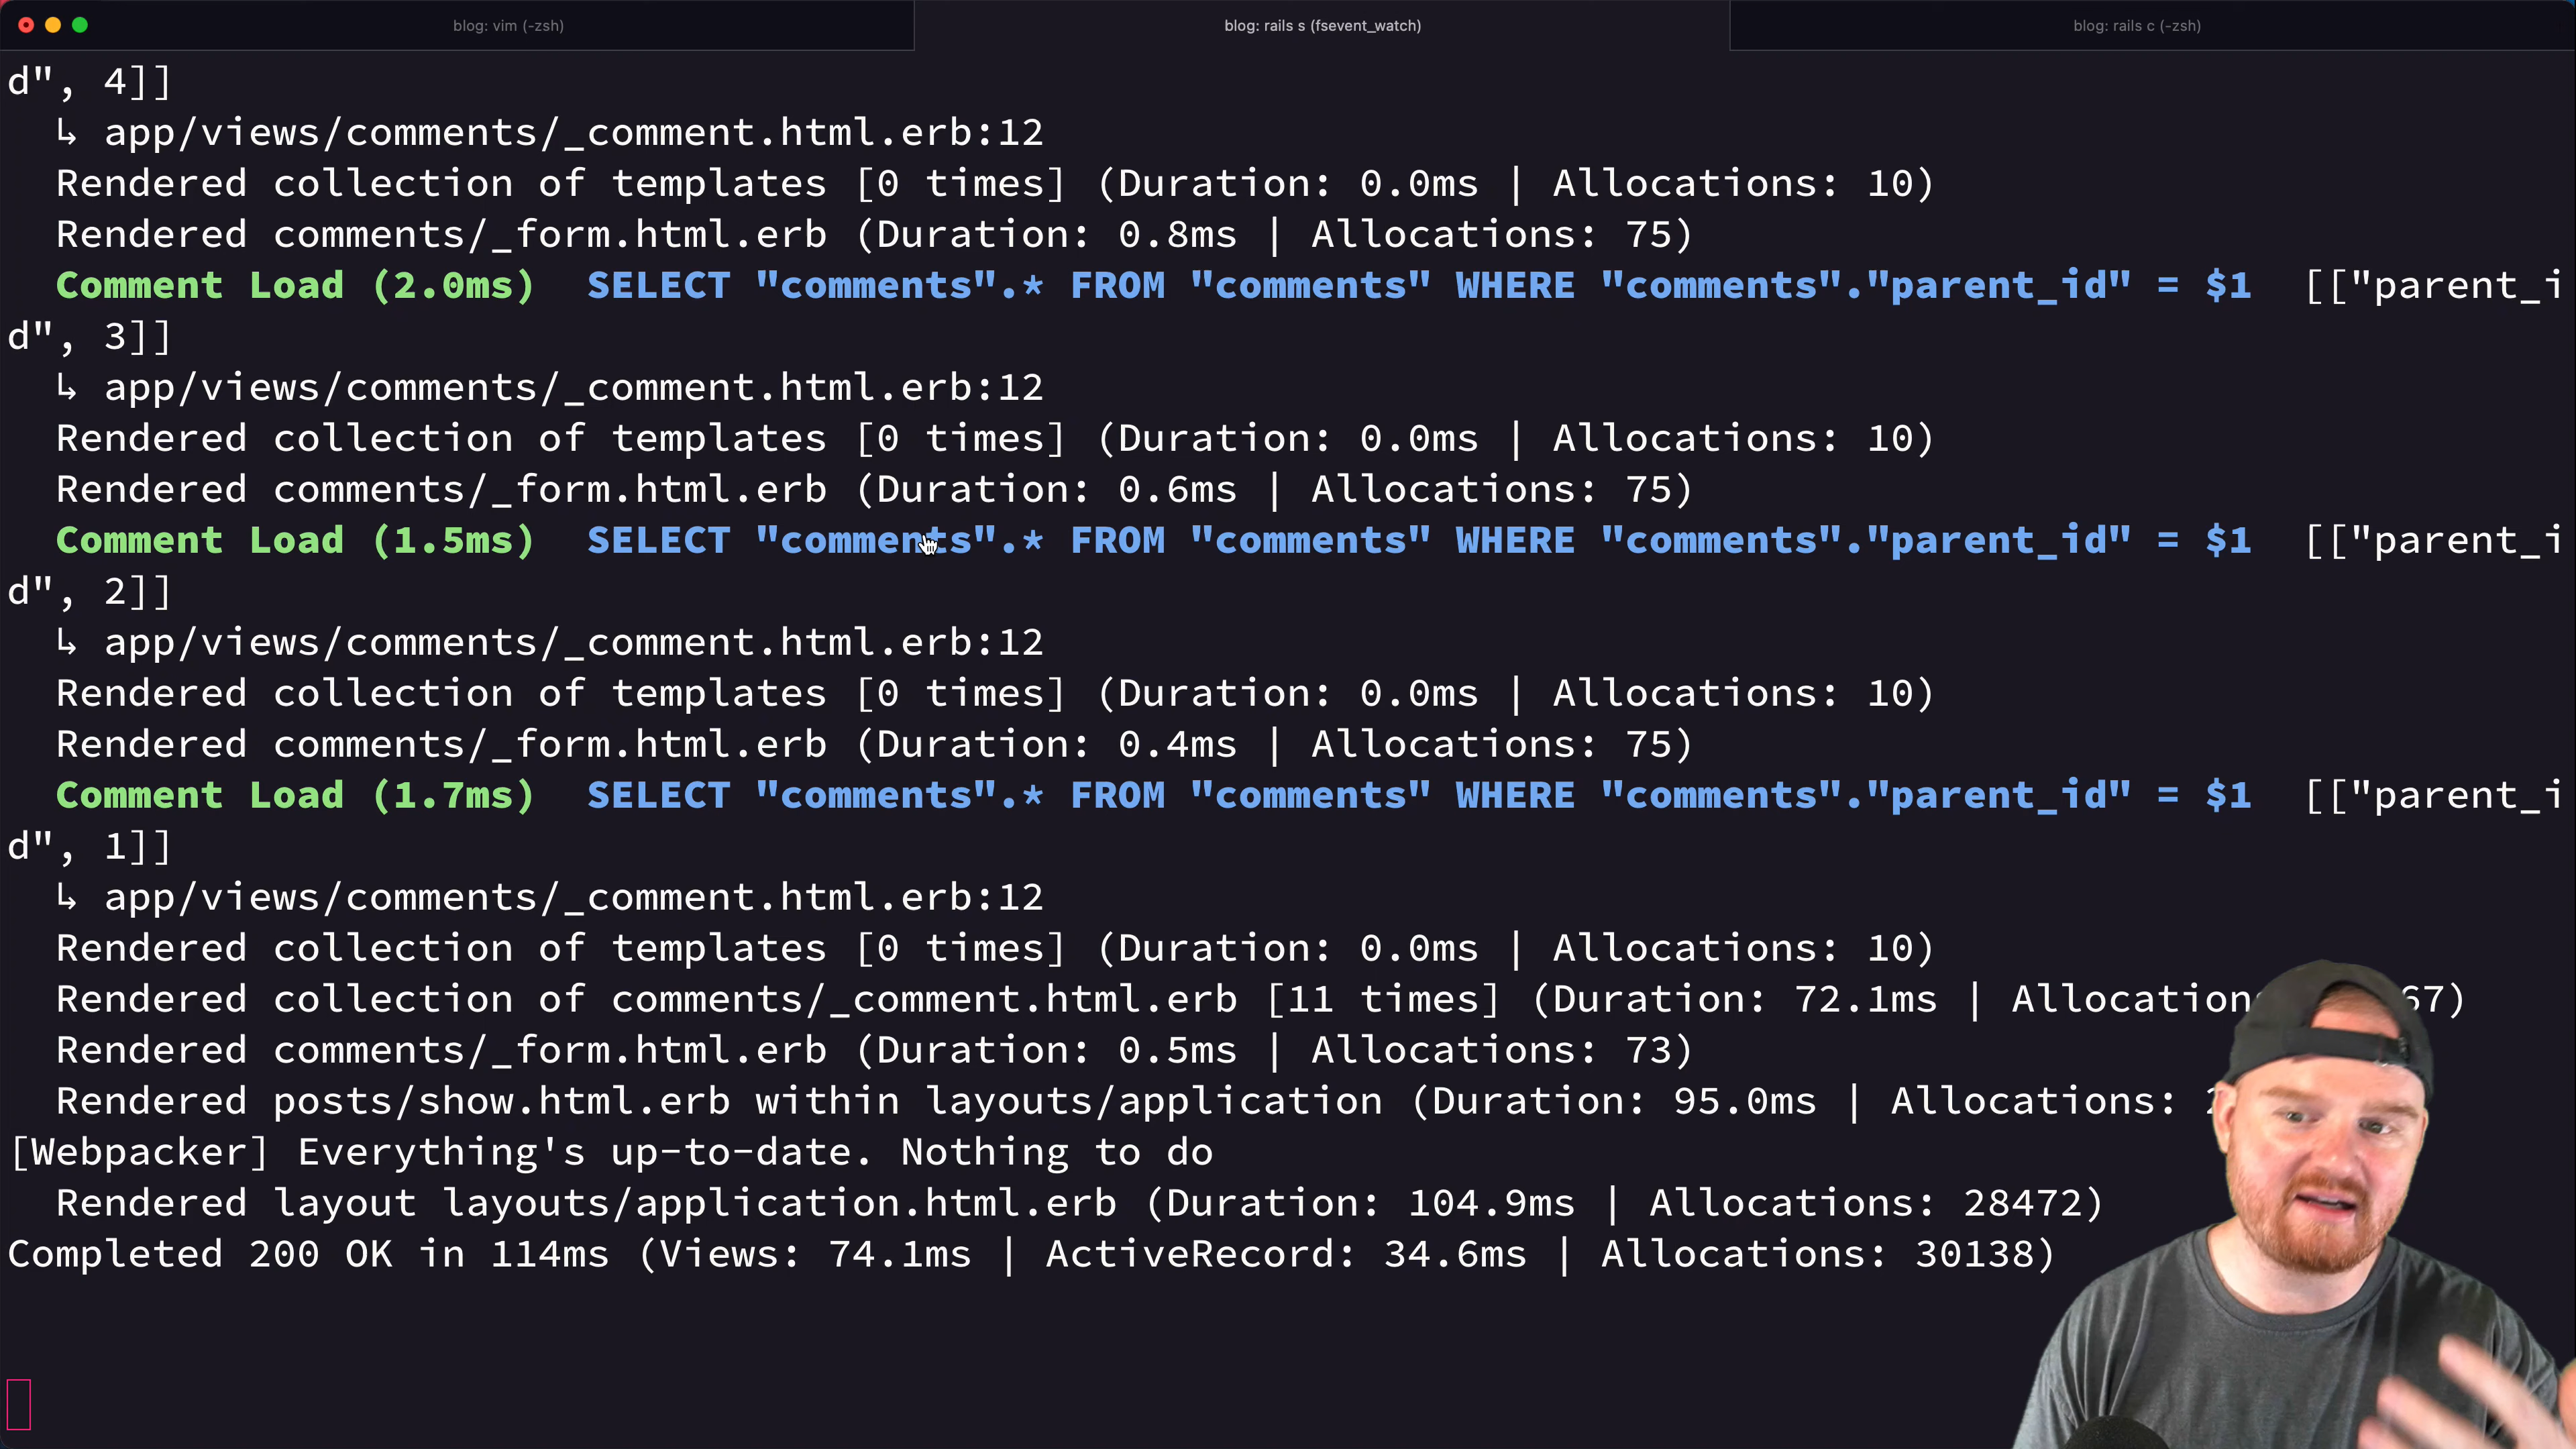 blog: vim (-zsh)
blog: rails s (fsevent_watch)
blog: rails c (-zsh)
d", 4]]
↳ app/views/comments/_comment.html.erb:12
Rendered collection of templates [0 times] (Duration: 0.0ms | Allocations: 10)
Rendered comments/_form.html.erb (Duration: 0.8ms | Allocations: 75)
Comment Load (2.0ms) SELECT "comments".* FROM "comments" WHERE "comments"."parent_id" = $1 [["parent_i
d", 3]]
↳ app/views/comments/_comment.html.erb:12
Rendered collection of templates [0 times] (Duration: 0.0ms | Allocations: 10)
Rendered comments/_form.html.erb (Duration: 0.6ms | Allocations: 75)
Comment Load (1.5ms) SELECT "comments".* FROM "comments" WHERE "comments"."parent_id" = $1 [["parent_i
d", 2]]
↳ app/views/comments/_comment.html.erb:12
Rendered collection of templates [0 times] (Duration: 0.0ms | Allocations: 10)
Rendered comments/_form.html.erb (Duration: 0.4ms | Allocations: 75)
Comment Load (1.7ms) SELECT "comments".* FROM "comments" WHERE "comments"."parent_id" = $1 [["parent_i
d", 1]]
↳ app/views/comments/_comment.html.erb:12
Rendered collection of templates [0 times] (Duration: 0.0ms | Allocations: 10)
Rendered collection of comments/_comment.html.erb [11 times] (Duration: 72.1ms | Allocation 67)
Rendered comments/_form.html.erb (Duration: 0.5ms | Allocations: 73)
Rendered posts/show.html.erb within layouts/application (Duration: 95.0ms | Allocations:
[Webpacker] Everything's up-to-date. Nothing to do
Rendered layout layouts/application.html.erb (Duration: 104.9ms | Allocations: 28472)
Completed 200 OK in 114ms (Views: 74.1ms | ActiveRecord: 34.6ms | Allocations: 30138)